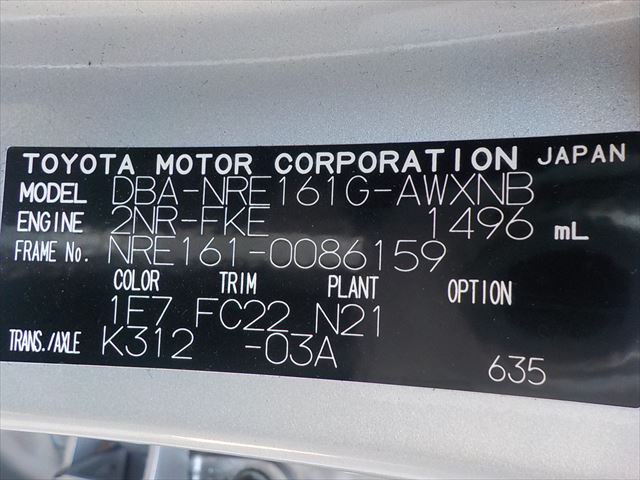 TOYOTA MOTOR CORPORATION JAPAN
MODEL DBA-NRE161G-AWXNB
ENGINE 2NR-FKE 1496 mL
FRAME No. NRE161-0086159
COLOR TRIM PLANT OPTION
1F7 FC22 N21
TRANS./AXLE K312 -03A
635